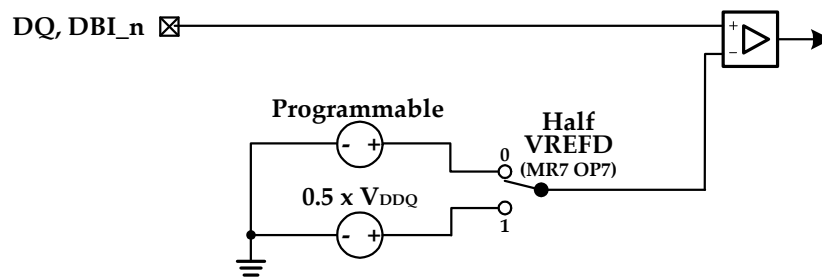 DQ, DBI_n
+
−
Programmable
- +
Half
VREFD
(MR7 OP7)
0
0.5 x VDDQ
- +
1